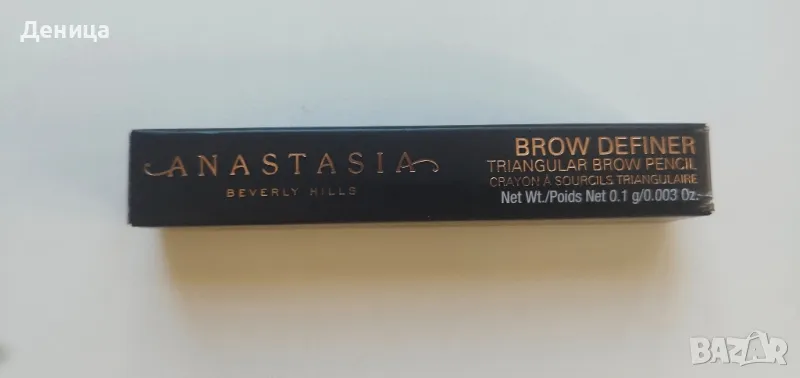 Деница
ANASTASIA
BEVERLY HILLS
BROW DEFINER
TRIANGULAR BROW PENCIL
CRAYON À SOURCILS TRIANGULAIRE
Net Wt./Poids Net 0.1 g/0.003 Oz.
BAZAR